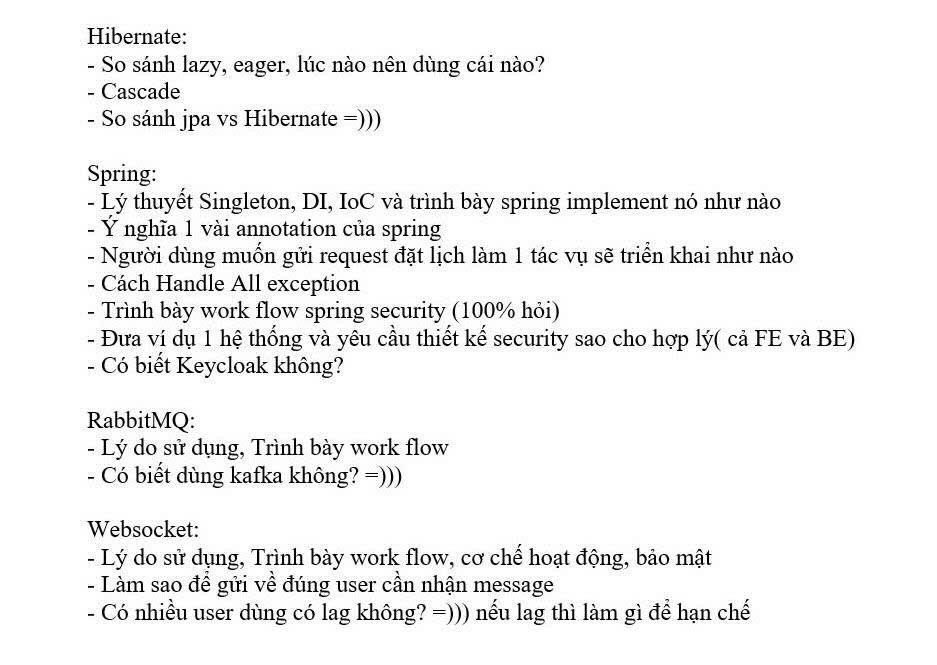 Hibernate:
- So sánh lazy, eager, lúc nào nên dùng cái nào?
- Cascade
- So sánh jpa vs Hibernate =)))
Spring:
- Lý thuyết Singleton, DI, IoC và trình bày spring implement nó như nào
- Ý nghĩa 1 vài annotation của spring
- Người dùng muốn gửi request đặt lịch làm 1 tác vụ sẽ triển khai như nào
- Cách Handle All exception
- Trình bày work flow spring security (100% hỏi)
- Đưa ví dụ 1 hệ thống và yêu cầu thiết kế security sao cho hợp lý( cả FE và BE)
- Có biết Keycloak không?
RabbitMQ:
- Lý do sử dụng, Trình bày work flow
- Có biết dùng kafka không? =)))
Websocket:
- Lý do sử dụng, Trình bày work flow, cơ chế hoạt động, bảo mật
- Làm sao để gửi về đúng user cần nhận message
- Có nhiều user dùng có lag không? =))) nếu lag thì làm gì để hạn chế